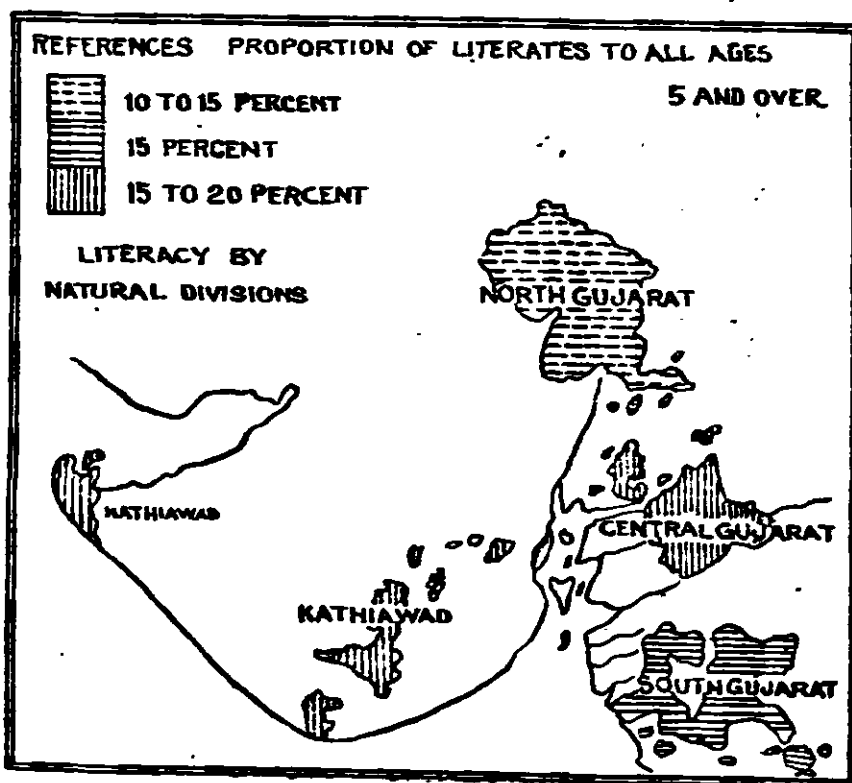 REFERENCES PROPORTION OF LITERATES TO ALL AGES
5 AND OVER
10 TO 15 PERCENT
15 PERCENT
15 TO 20 PERCENT
LITERACY BY
NATURAL DIVISIONS
NORTH GUJARAT
KATHIAWAD
CENTRAL GUJARAT
KATHIAWAD
SOUTH GUJARAT